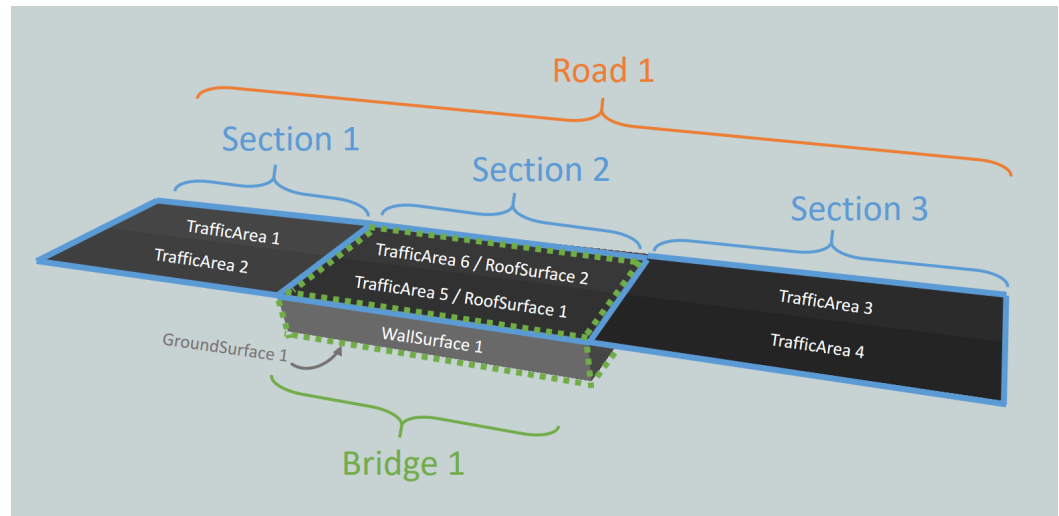 Road 1
Section 1
Section 2
Section 3
TrafficArea 1
TrafficArea 2
TrafficArea 6 / RoofSurface 2
TrafficArea 5 / RoofSurface 1
TrafficArea 3
TrafficArea 4
WallSurface 1
GroundSurface 1
Bridge 1